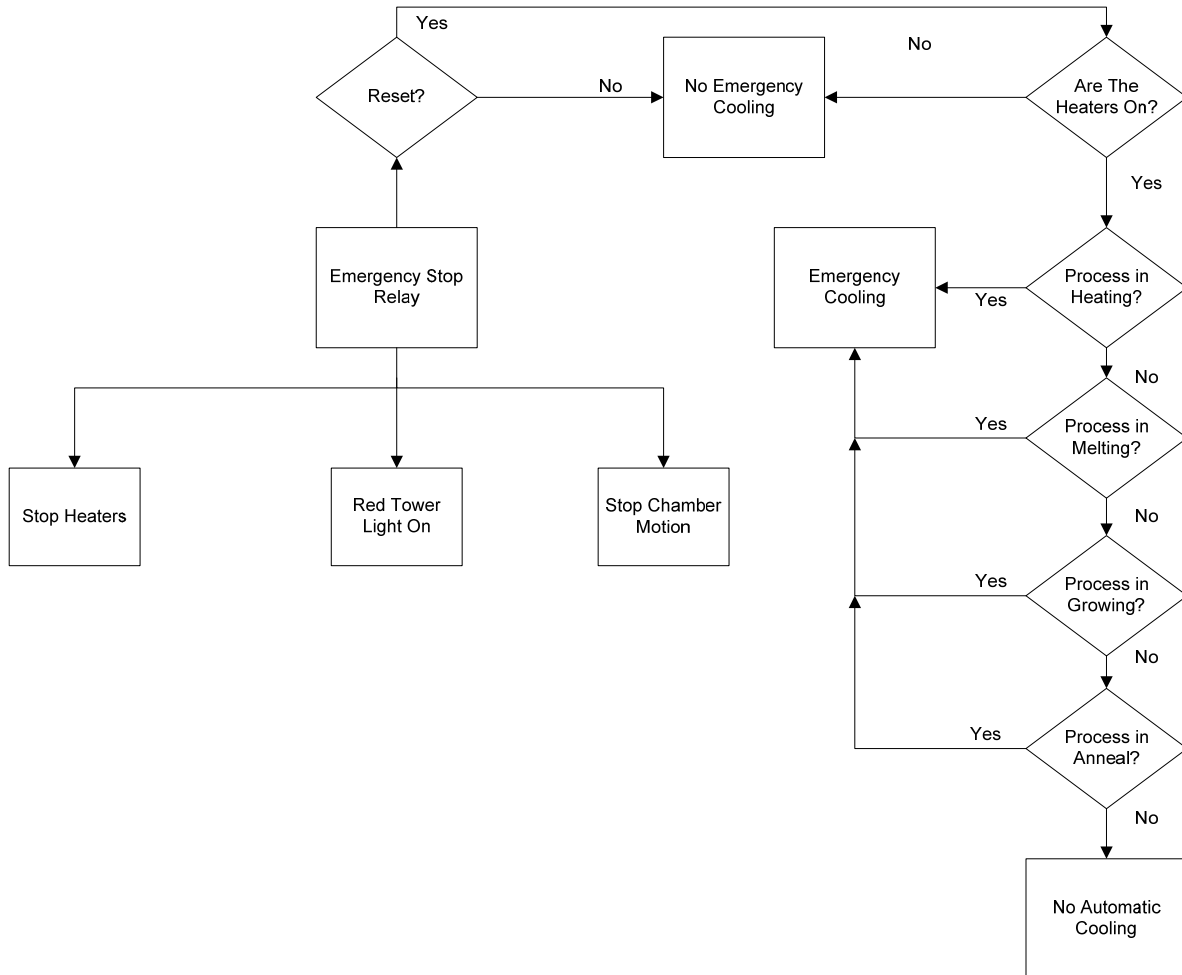 Yes
Reset?
No
No Emergency
Cooling
No
Are The
Heaters On?
Yes
Emergency Stop
Relay
Emergency
Cooling
Yes
Process in
Heating?
No
Yes
Process in
Melting?
No
Stop Heaters
Red Tower
Light On
Stop Chamber
Motion
Yes
Process in
Growing?
No
Yes
Process in
Anneal?
No
No Automatic
Cooling